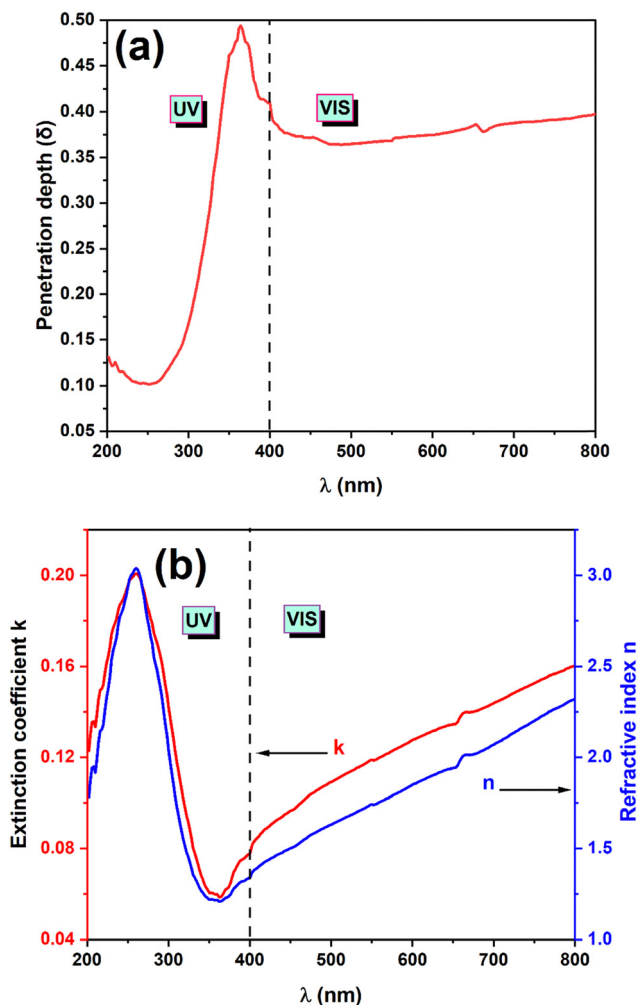 (a)
UV
VIS
Penetration depth (δ)
0.50
0.45
0.40
0.35
0.30
0.25
0.20
0.15
0.10
0.05
200 300 400 500 600 700 800
λ (nm)
(b)
UV
VIS
Extinction coefficient k
0.20
0.16
0.12
0.08
0.04
k
n
3.0
2.5
2.0
1.5
1.0
Refractive index n
200 300 400 500 600 700 800
λ (nm)